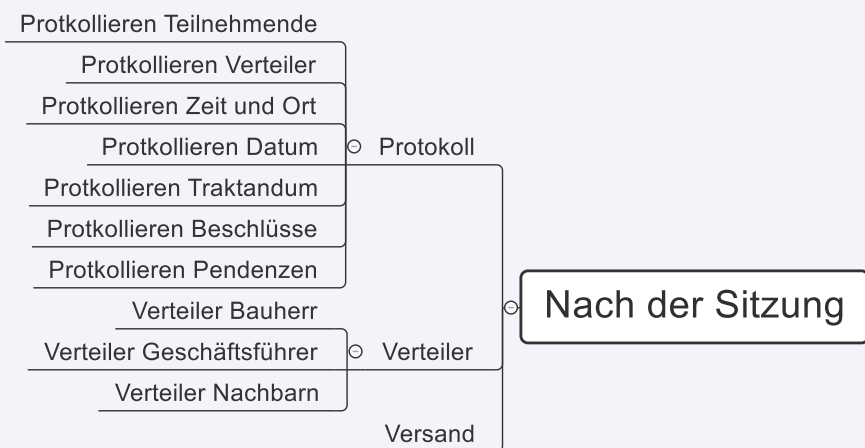 Protkollieren Teilnehmende
Protkollieren Verteiler
Protkollieren Zeit und Ort
Protkollieren Datum
Protokoll
Protkollieren Traktandum
Protkollieren Beschlüsse
Protkollieren Pendenzen
Nach der Sitzung
Verteiler Bauherr
Verteiler Geschäftsführer
Verteiler
Verteiler Nachbarn
Versand